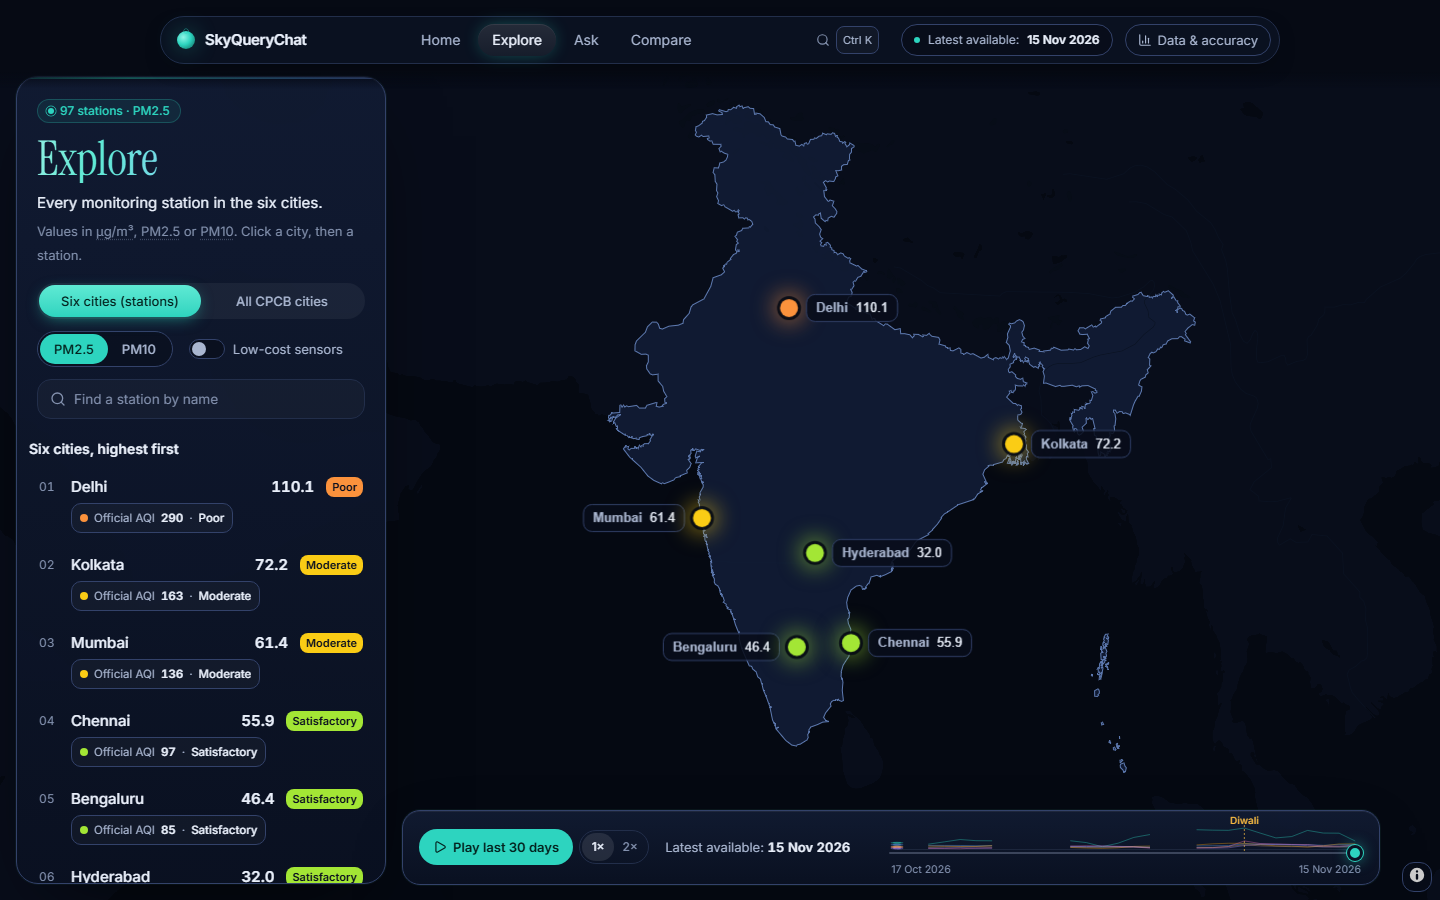 SkyQueryChat
Home
Explore
Ask
Compare
Ctrl K
Latest available: 15 Nov 2026
Data & accuracy
97 stations · PM2.5
Explore
Every monitoring station in the six cities.
Values in µg/m³, PM2.5 or PM10. Click a city, then a
station.
Six cities (stations)
All CPCB cities
PM2.5
PM10
Low-cost sensors
Find a station by name
Six cities, highest first
01 Delhi 110.1 Poor
Official AQI 290 · Poor
02 Kolkata 72.2 Moderate
Official AQI 163 · Moderate
03 Mumbai 61.4 Moderate
Official AQI 136 · Moderate
04 Chennai 55.9 Satisfactory
Official AQI 97 · Satisfactory
05 Bengaluru 46.4 Satisfactory
Official AQI 85 · Satisfactory
06 Hyderabad 32.0 Satisfactory
Delhi 110.1
Kolkata 72.2
Mumbai 61.4
Hyderabad 32.0
Bengaluru 46.4
Chennai 55.9
Play last 30 days
1×
2×
Latest available: 15 Nov 2026
Diwali
17 Oct 2026
15 Nov 2026